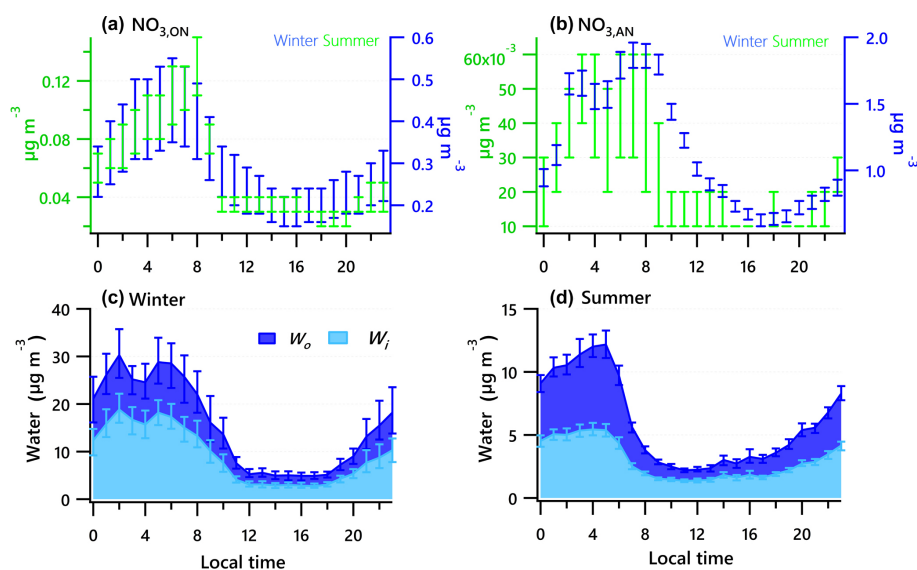 (a) NO3,ON
Winter Summer
0.12
0.08
0.04
µg m-3
0.6
0.5
0.4
0.3
0.2
µg m-3
0 4 8 12 16 20
(b) NO3,AN
Winter Summer
60x10-3
50
40
30
20
10
µg m-3
2.0
1.5
1.0
µg m-3
0 4 8 12 16 20
(c) Winter
Wo Wi
40
30
20
10
0
Water (µg m-3)
0 4 8 12 16 20
Local time
(d) Summer
15
10
5
0
Water (µg m-3)
0 4 8 12 16 20
Local time